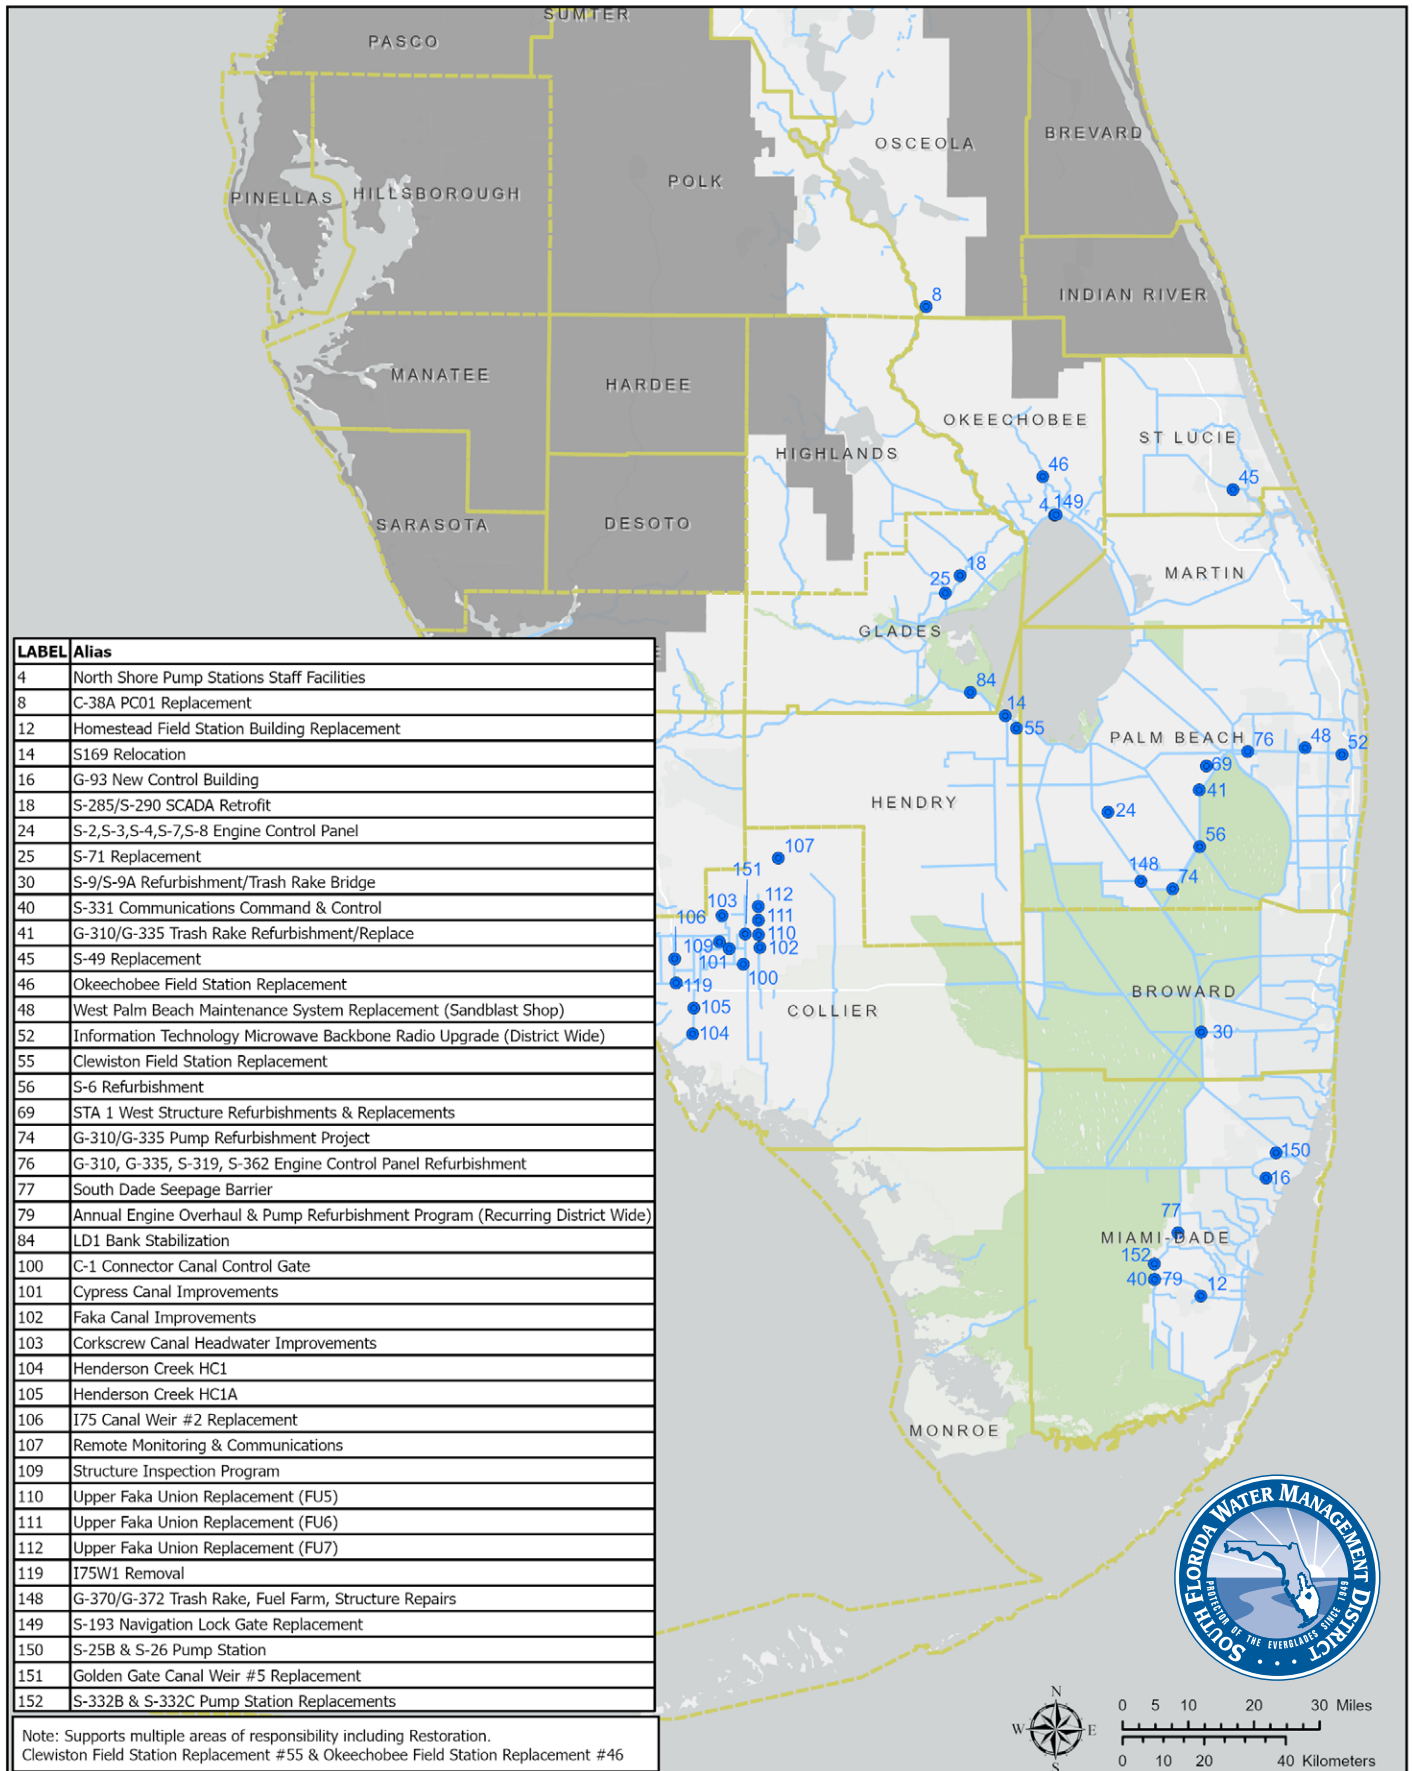 SUMTER
PASCO
OSCEOLA
BREVARD
POLK
PINELLAS
HILLSBOROUGH
8
INDIAN RIVER
MANATEE
HARDEE
OKEECHOBEE
ST LUCIE
HIGHLANDS
46
45
4 149
SARASOTA
DESOTO
18
MARTIN
25
GLADES
84
14
55
PALM BEACH
76
48
52
69
41
HENDRY
24
56
107
151
148
74
112
103
106
111
110
109
102
101
100
119
BROWARD
105
COLLIER
104
30
150
16
77
MIAMI-DADE
152
40 79
12
MONROE
LABEL Alias
4 North Shore Pump Stations Staff Facilities
8 C-38A PC01 Replacement
12 Homestead Field Station Building Replacement
14 S169 Relocation
16 G-93 New Control Building
18 S-285/S-290 SCADA Retrofit
24 S-2,S-3,S-4,S-7,S-8 Engine Control Panel
25 S-71 Replacement
30 S-9/S-9A Refurbishment/Trash Rake Bridge
40 S-331 Communications Command & Control
41 G-310/G-335 Trash Rake Refurbishment/Replace
45 S-49 Replacement
46 Okeechobee Field Station Replacement
48 West Palm Beach Maintenance System Replacement (Sandblast Shop)
52 Information Technology Microwave Backbone Radio Upgrade (District Wide)
55 Clewiston Field Station Replacement
56 S-6 Refurbishment
69 STA 1 West Structure Refurbishments & Replacements
74 G-310/G-335 Pump Refurbishment Project
76 G-310, G-335, S-319, S-362 Engine Control Panel Refurbishment
77 South Dade Seepage Barrier
79 Annual Engine Overhaul & Pump Refurbishment Program (Recurring District Wide)
84 LD1 Bank Stabilization
100 C-1 Connector Canal Control Gate
101 Cypress Canal Improvements
102 Faka Canal Improvements
103 Corkscrew Canal Headwater Improvements
104 Henderson Creek HC1
105 Henderson Creek HC1A
106 I75 Canal Weir #2 Replacement
107 Remote Monitoring & Communications
109 Structure Inspection Program
110 Upper Faka Union Replacement (FU5)
111 Upper Faka Union Replacement (FU6)
112 Upper Faka Union Replacement (FU7)
119 I75W1 Removal
148 G-370/G-372 Trash Rake, Fuel Farm, Structure Repairs
149 S-193 Navigation Lock Gate Replacement
150 S-25B & S-26 Pump Station
151 Golden Gate Canal Weir #5 Replacement
152 S-332B & S-332C Pump Station Replacements
Note: Supports multiple areas of responsibility including Restoration.
Clewiston Field Station Replacement #55 & Okeechobee Field Station Replacement #46
SOUTH FLORIDA WATER MANAGEMENT DISTRICT
PROTECTOR OF THE EVERGLADES SINCE 1949
N
W E
S
0 5 10 20 30 Miles
0 10 20 40 Kilometers